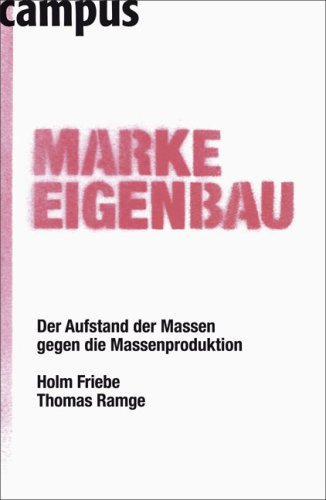 campus
MARKE
EIGENBAU
Der Aufstand der Massen
gegen die Massenproduktion
Holm Friebe
Thomas Ramge